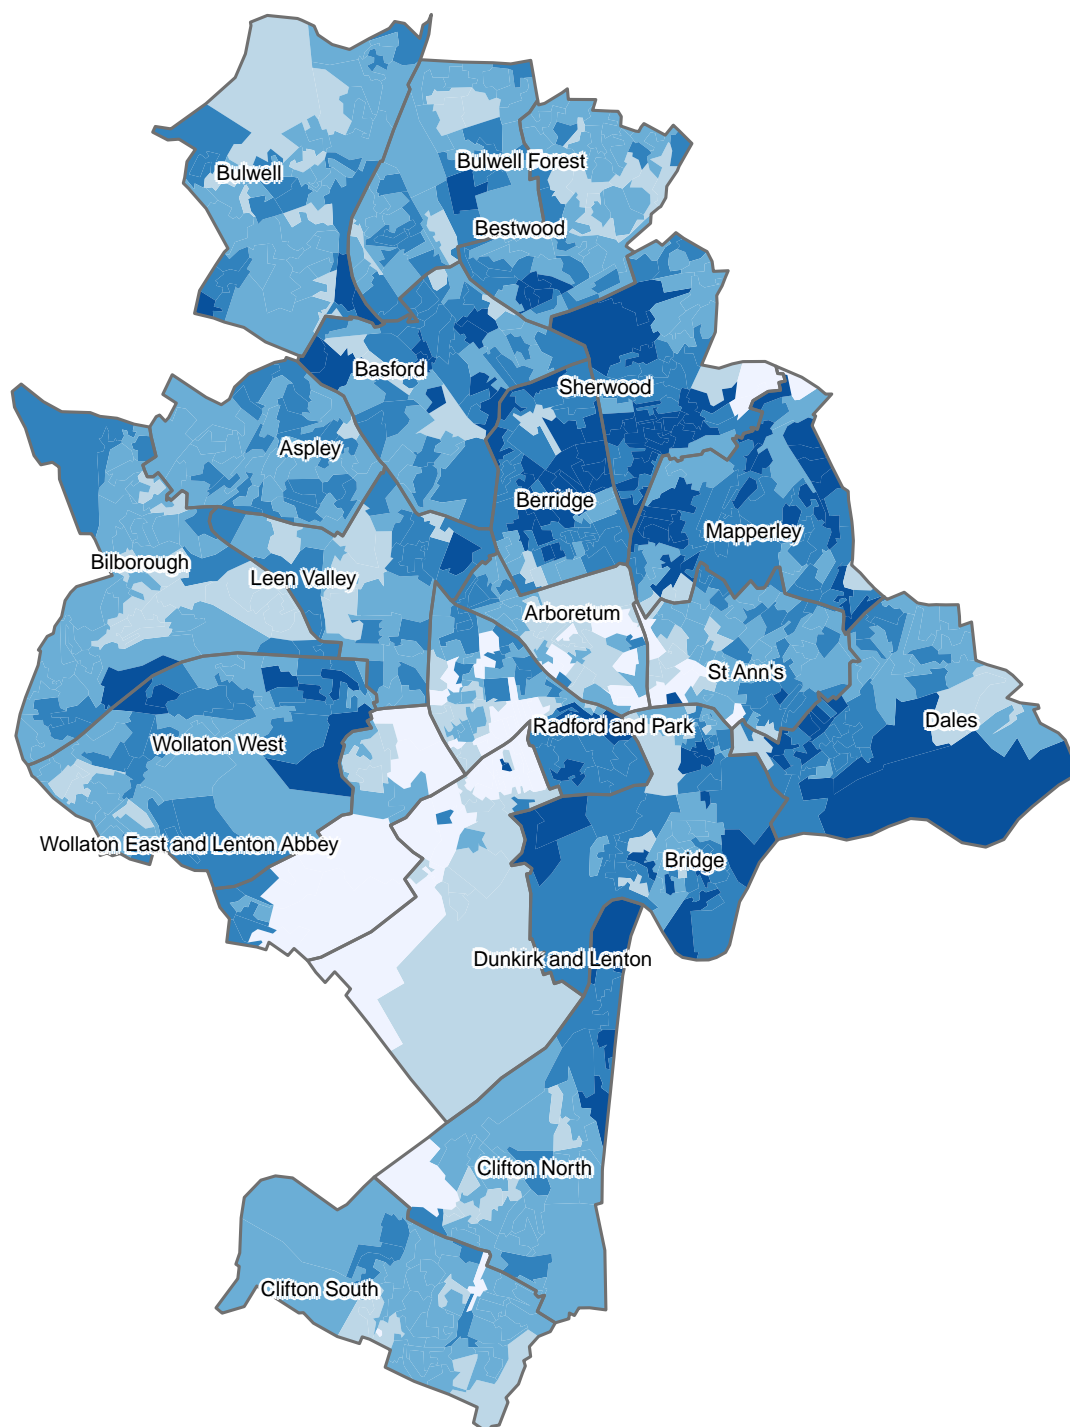 Bulwell Forest
Bulwell
Bestwood
Basford
Sherwood
Aspley
Berridge
Mapperley
Bilborough
Leen Valley
Arboretum
St Ann's
Dales
Radford and Park
Wollaton West
Wollaton East and Lenton Abbey
Bridge
Dunkirk and Lenton
Clifton North
Clifton South